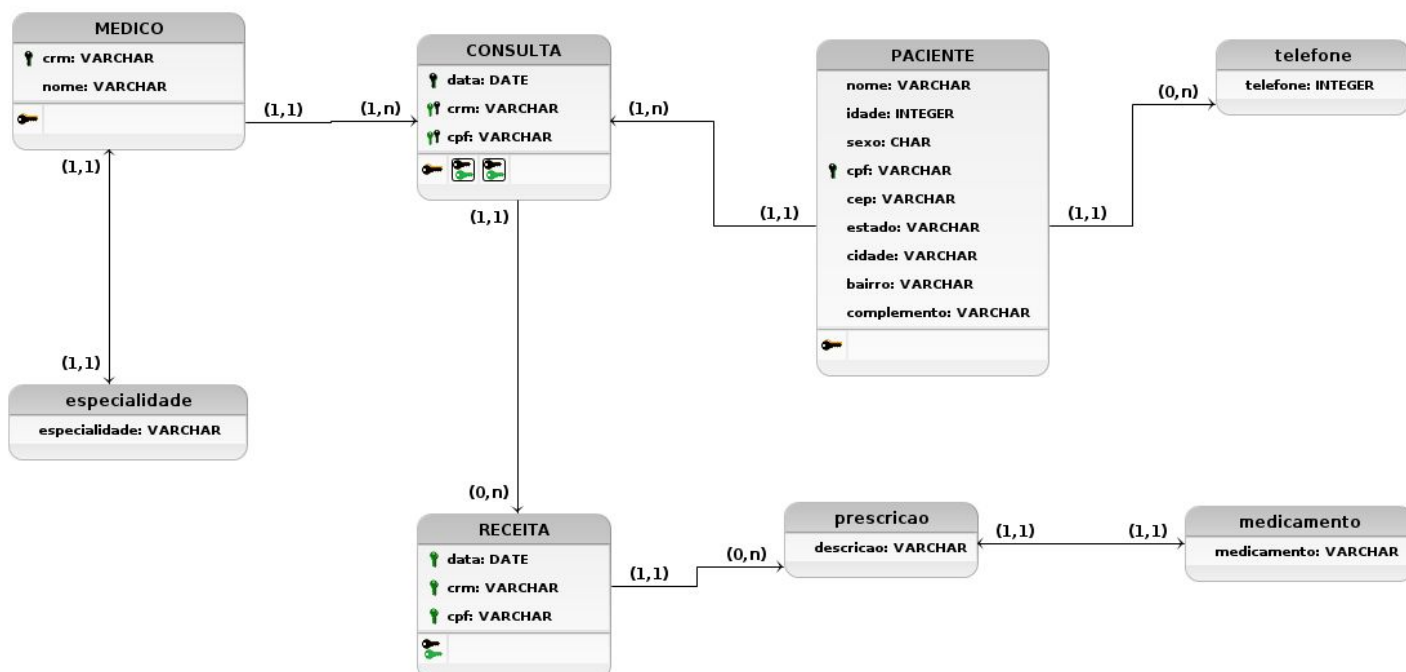 MEDICO
crm: VARCHAR
nome: VARCHAR
(1,1)
(1,n)
CONSULTA
data: DATE
crm: VARCHAR
cpf: VARCHAR
(1,n)
(1,1)
PACIENTE
nome: VARCHAR
idade: INTEGER
sexo: CHAR
cpf: VARCHAR
cep: VARCHAR
estado: VARCHAR
cidade: VARCHAR
bairro: VARCHAR
complemento: VARCHAR
(1,1)
(0,n)
telefone
telefone: INTEGER
(1,1)
(1,1)
especialidade
especialidade: VARCHAR
(1,1)
(0,n)
RECEITA
data: DATE
crm: VARCHAR
cpf: VARCHAR
(1,1)
(0,n)
prescricao
descricao: VARCHAR
(1,1)
(1,1)
medicamento
medicamento: VARCHAR